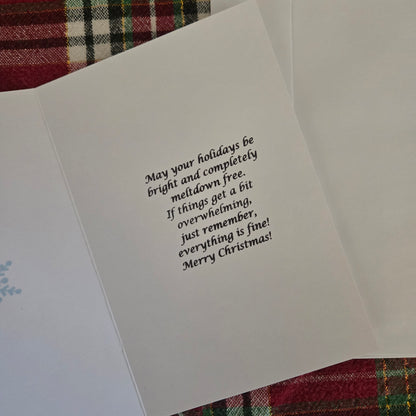 May your holidays be
bright and completely
meltdown free.
If things get a bit
overwhelming,
just remember,
everything is fine!
Merry Christmas!